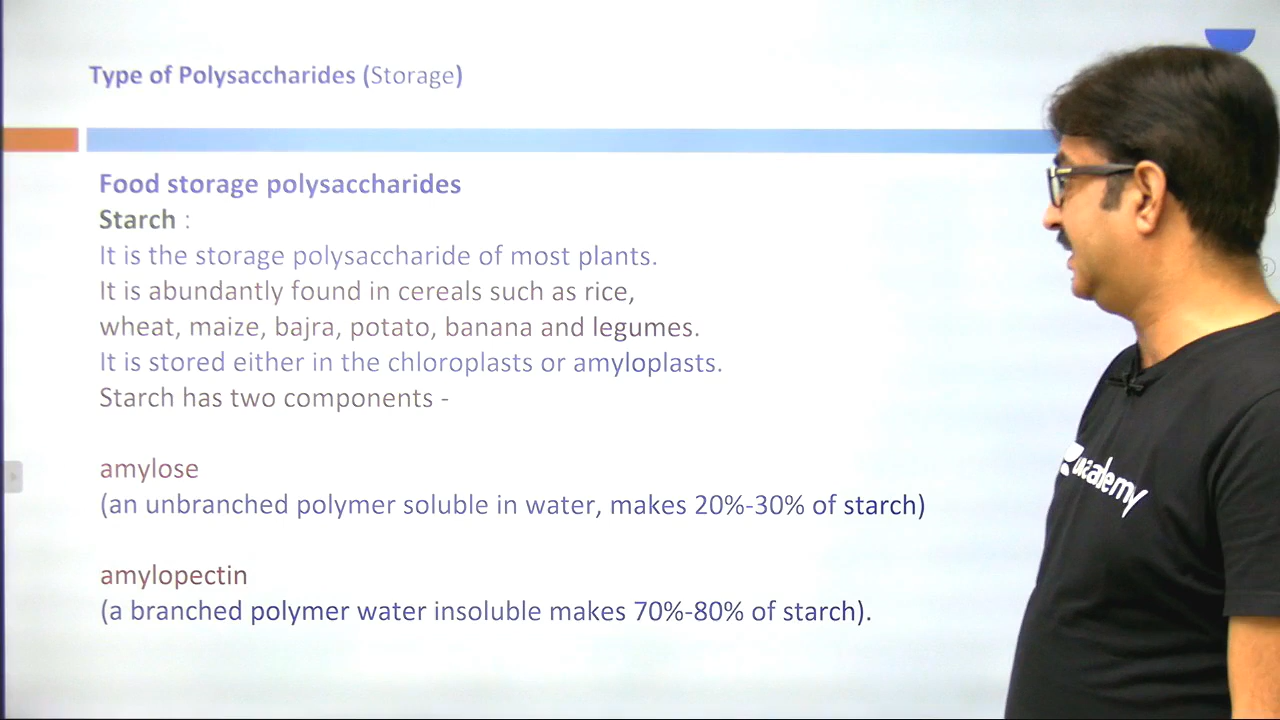 Type of Polysaccharides (Storage)
Food storage polysaccharides
Starch :
It is the storage polysaccharide of most plants.
It is abundantly found in cereals such as rice,
wheat, maize, bajra, potato, banana and legumes.
It is stored either in the chloroplasts or amyloplasts.
Starch has two components -
amylose
(an unbranched polymer soluble in water, makes 20%-30% of starch)
amylopectin
(a branched polymer water insoluble makes 70%-80% of starch).
unacademy